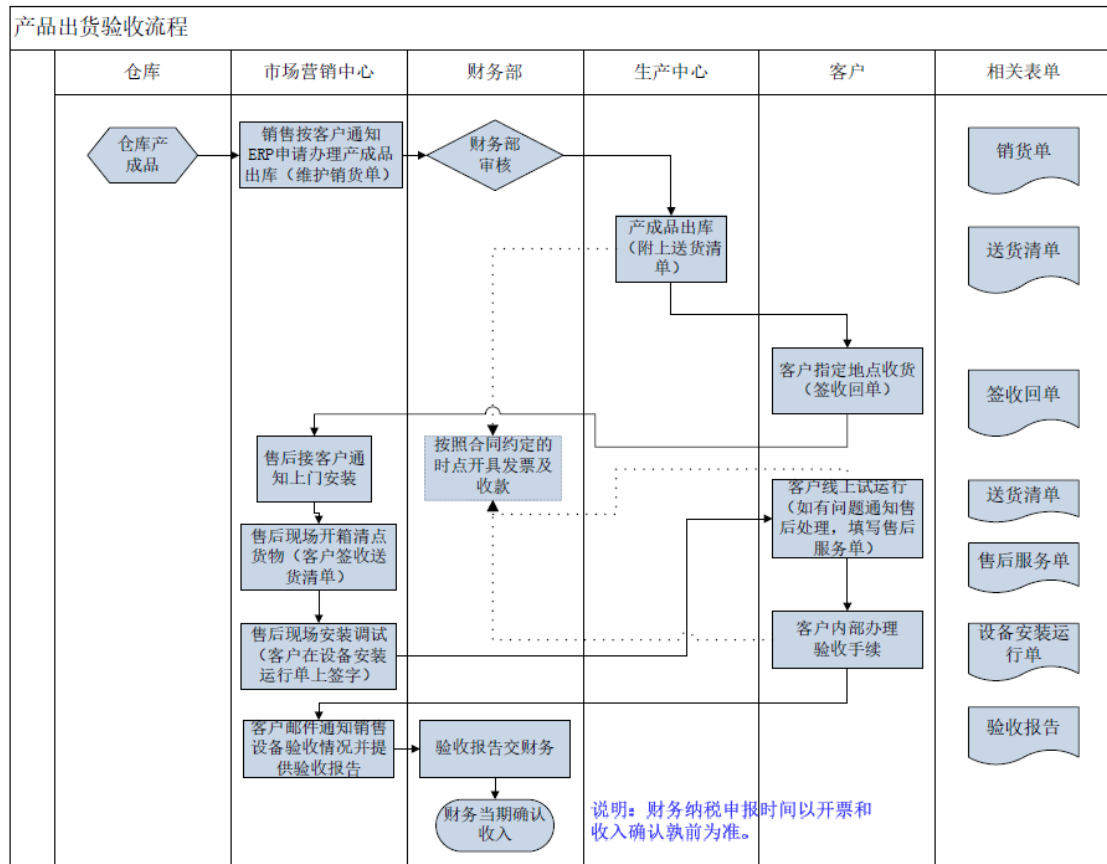 产品出货验收流程
仓库
市场营销中心
财务部
生产中心
客户
相关表单
仓库产
成品
销售按客户通知
ERP申请办理产成品
出库（维护销货单）
财务部
审核
销货单
产成品出库
（附上送货清
单）
送货清单
客户指定地点收货
（签收回单）
签收回单
售后接客户通
知上门安装
按照合同约定的
时点开具发票及
收款
客户线上试运行
（如有问题通知售
后处理，填写售后
服务单）
送货清单
售后现场开箱清点
货物（客户签收送
货清单）
售后服务单
售后现场安装调试
（客户在设备安装
运行单上签字）
客户内部办理
验收手续
设备安装运
行单
客户邮件通知销售
设备验收情况并提
供验收报告
验收报告交财务
验收报告
财务当期确认
收入
说明：财务纳税申报时间以开票和
收入确认孰前为准。